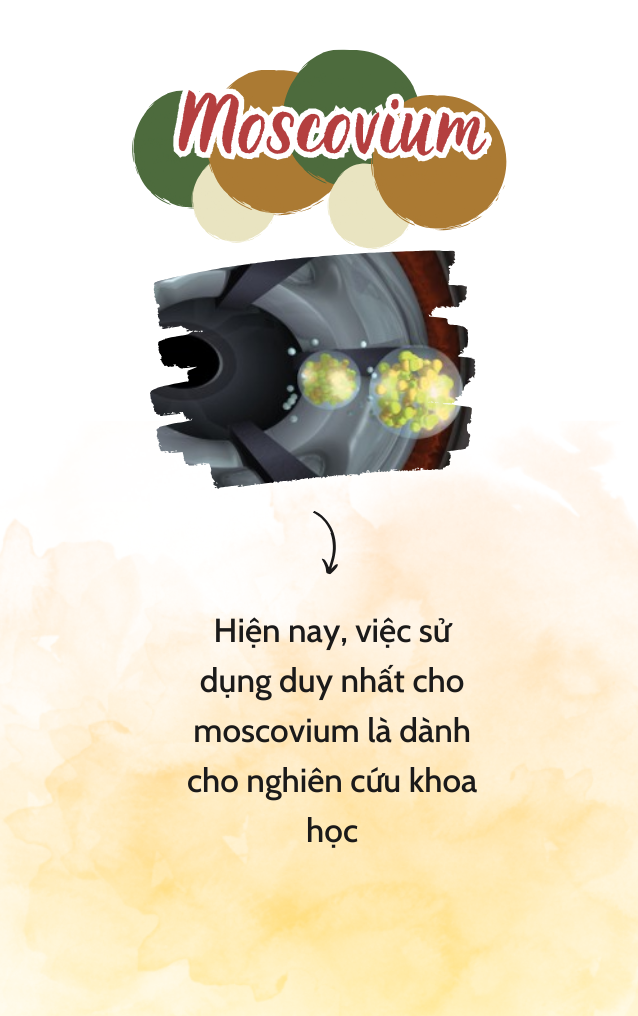 Moscovium
Hiện nay, việc sử
dụng duy nhất cho
moscovium là dành
cho nghiên cứu khoa
học